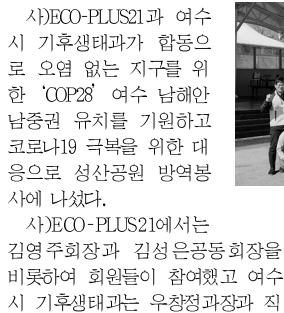 사)ECO-PLUS21과 여수
시 기후생태과가 합동으
로 오염 없는 지구를 위
한 ‘COP28’ 여수 남해안
남중권 유치를 기원하고
코로나19 극복을 위한 대
응으로 성산공원 방역봉
사에 나섰다.
사)ECO-PLUS21에서는
김영주회장과 김성은공동회장을
비롯하여 회원들이 참여했고 여수
시 기후생태과는 우창정과장과 직